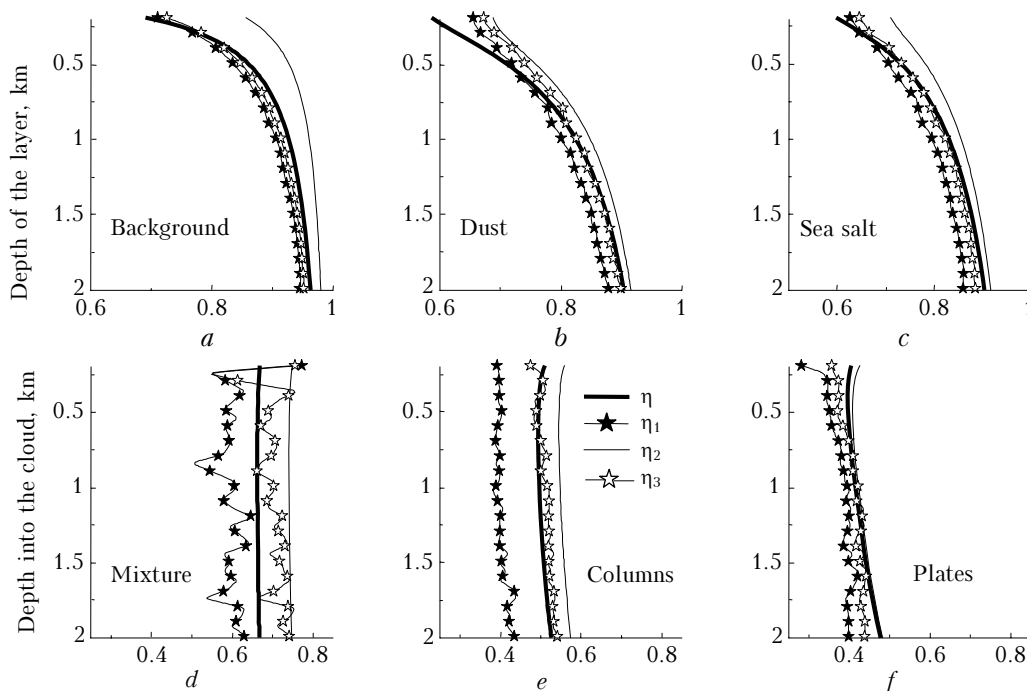 Depth of the layer, km
0.5
1
1.5
2
0.6
0.8
1
Background
a
0.5
1
1.5
2
0.6
0.8
1
Dust
b
0.5
1
1.5
2
0.6
0.8
1
Sea salt
c
Depth into the cloud, km
0.5
1
1.5
2
0.4
0.6
0.8
Mixture
d
0.5
1
1.5
2
0.4
0.6
0.8
η
η1
η2
η3
Columns
e
0.5
1
1.5
2
0.4
0.6
0.8
Plates
f